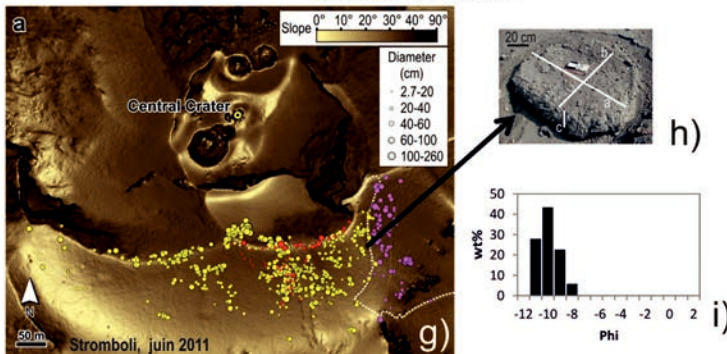 a
Slope 0° 10° 20° 30° 40° 90°
Diameter
(cm)
2.7-20
20-40
40-60
60-100
100-260
Central Crater
N
50 m
Stromboli, juin 2011
g)
20 cm
b
a
c
h)
50
40
30
20
10
0
wt%
-12 -10 -8 -6 -4 -2 0 2
Phi
i)